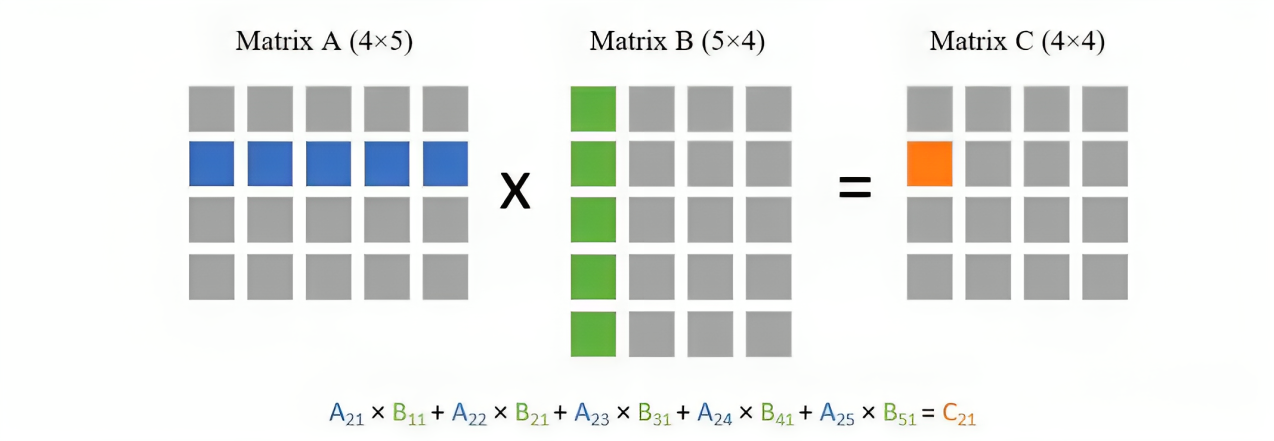 Matrix A (4×5) Matrix B (5×4) Matrix C (4×4)
X =
A₂₁ × B₁₁ + A₂₂ × B₂₁ + A₂₃ × B₃₁ + A₂₄ × B₄₁ + A₂₅ × B₅₁ = C₂₁